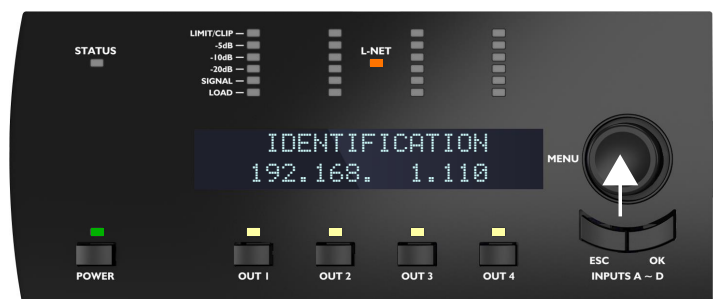 LIMIT/CLIP
-5dB
-10dB
-20dB
SIGNAL
LOAD
STATUS
L-NET
IDENTIFICATION
192.168.  1.110
MENU
ESC OK
INPUTS A ~ D
POWER
OUT 1
OUT 2
OUT 3
OUT 4